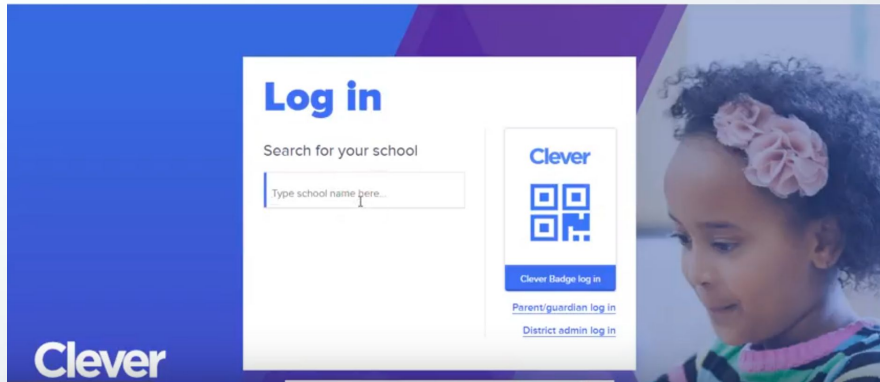 Log in
Search for your school
Type school name here...
Clever
Clever Badge log in
Parent/guardian log in
District admin log in
Clever